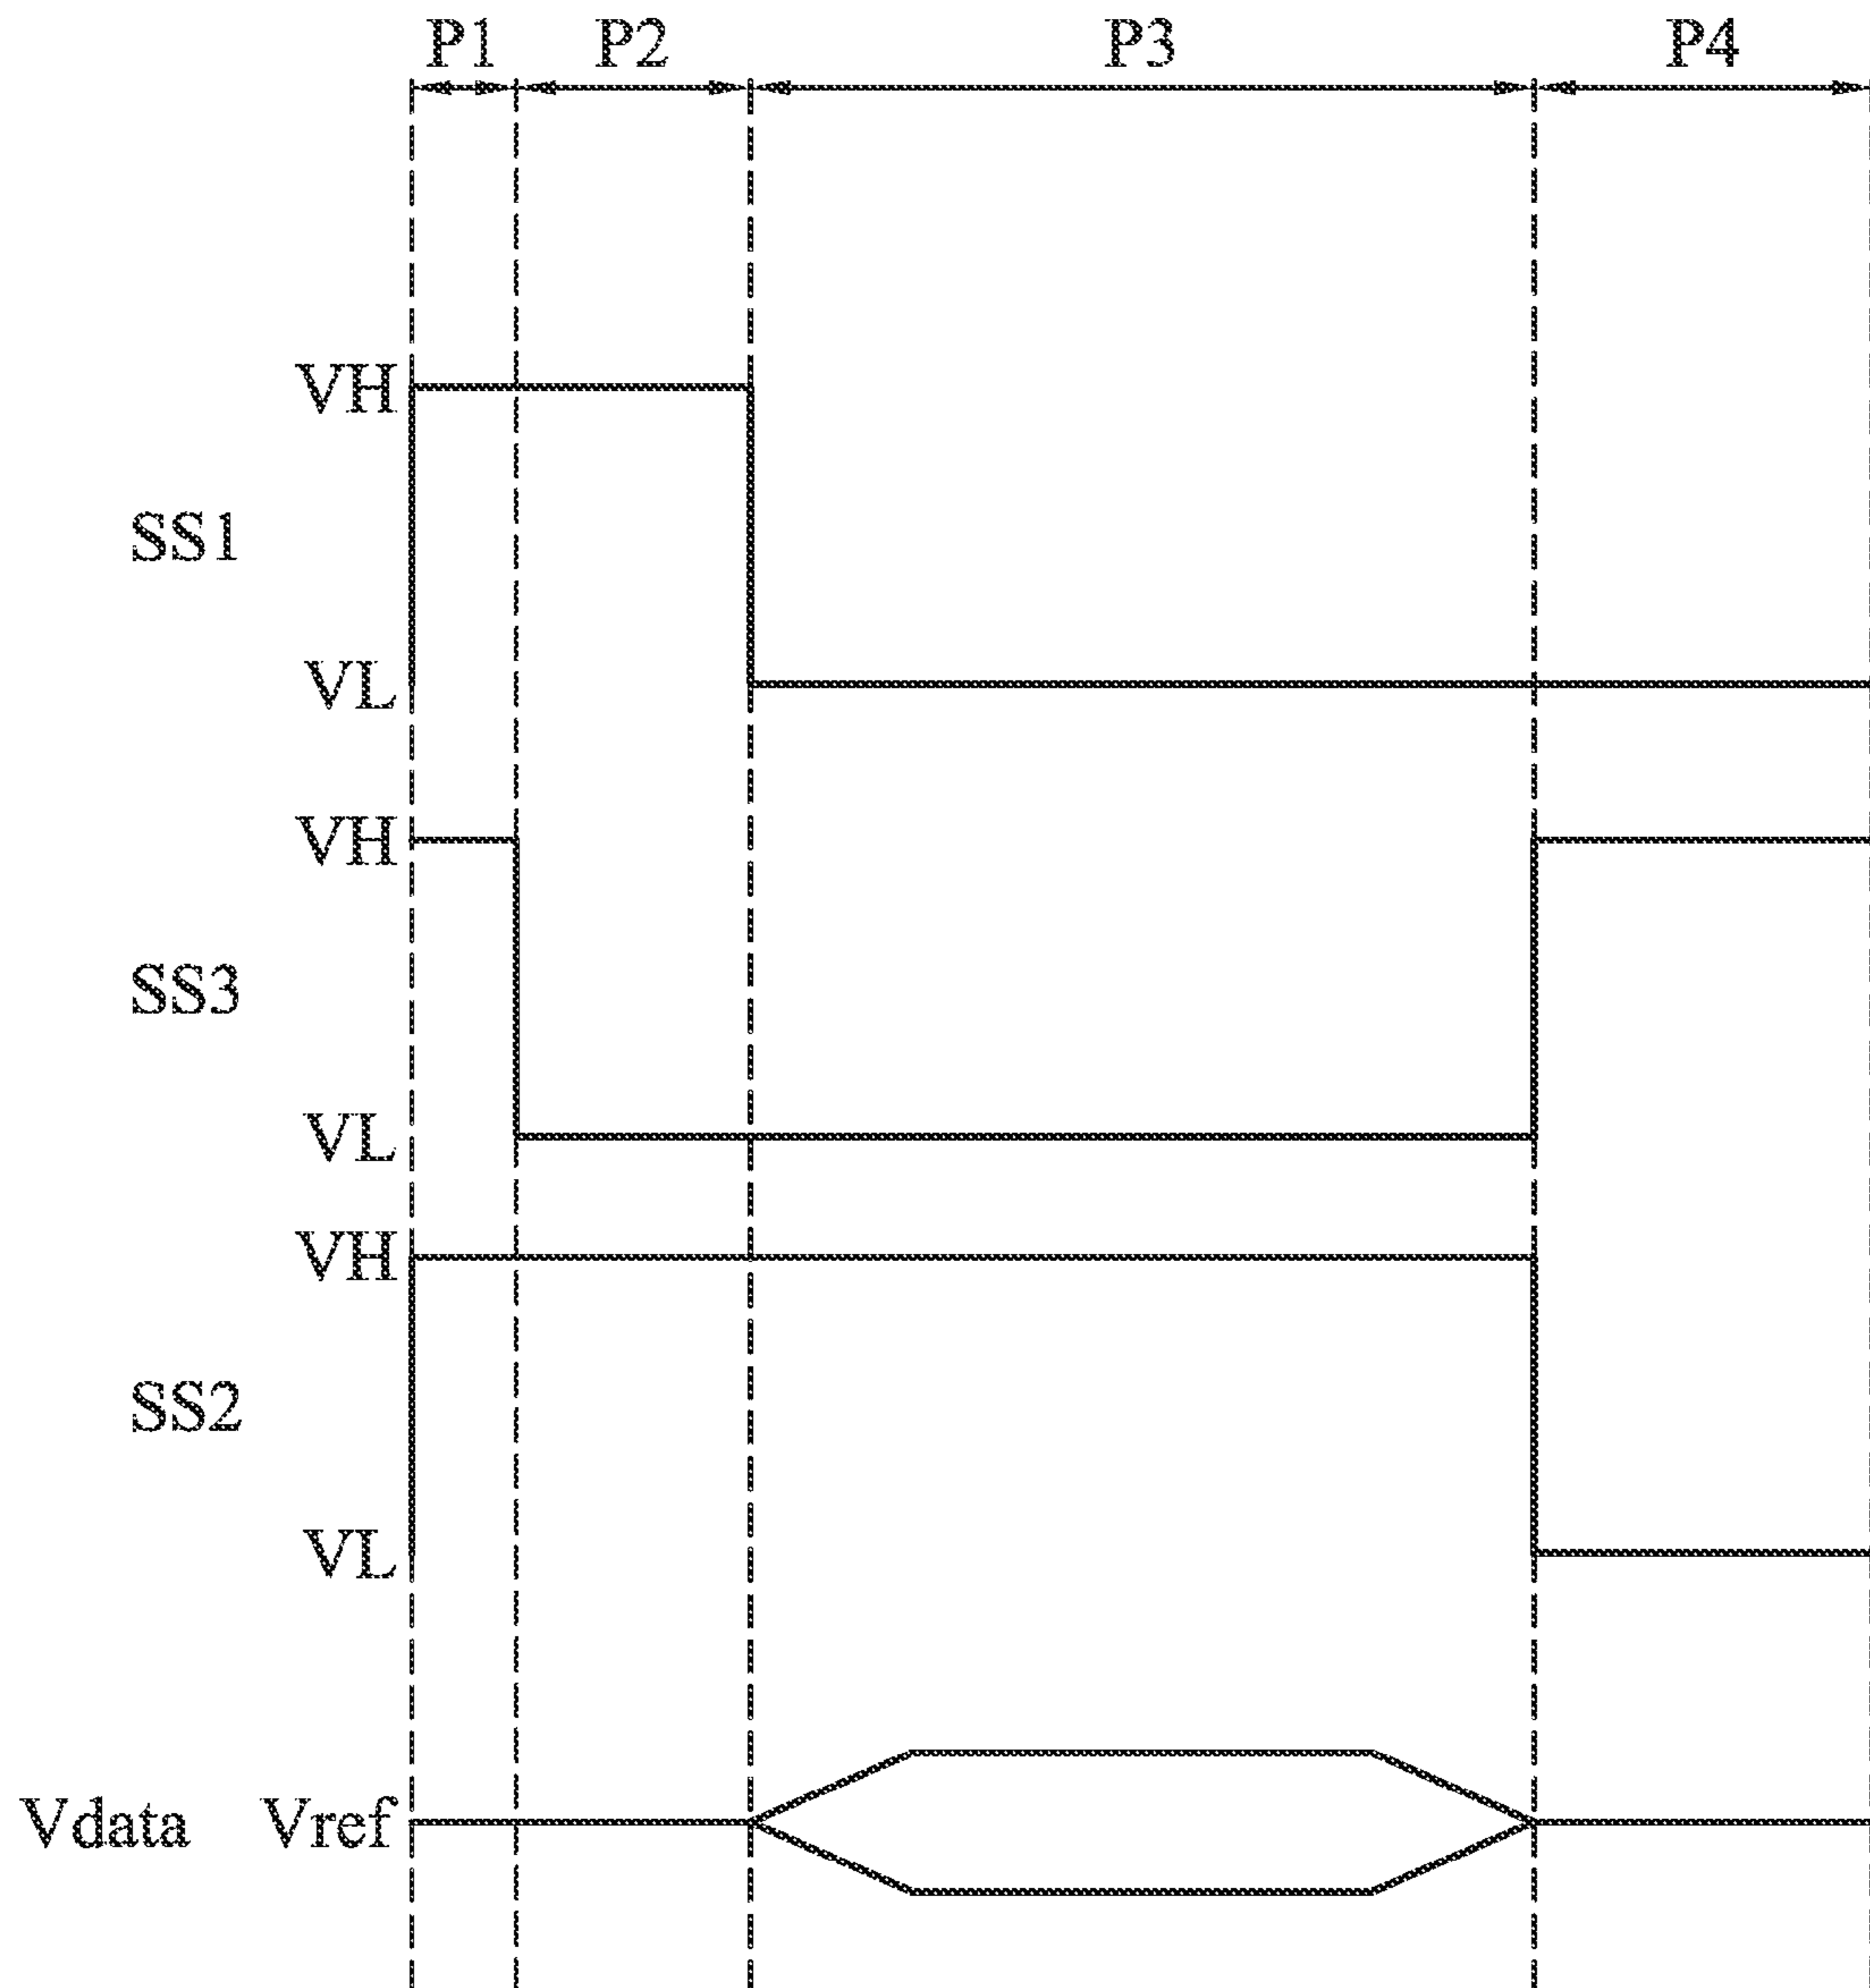 P1 P2 P3 P4
VH
SS1
VL
VH
SS3
VL
VH
SS2
VL
Vdata Vref